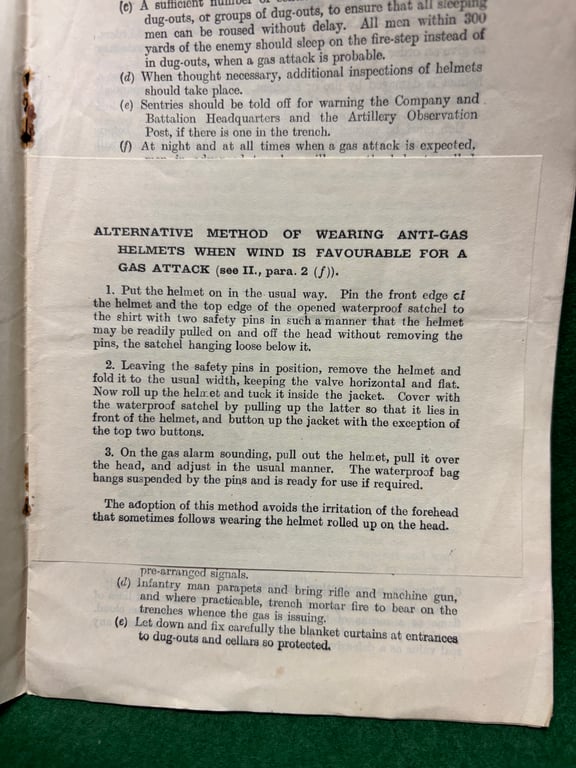 (c) A sufficient number of
dug-outs, or groups of dug-outs, to ensure that all sleeping
men can be roused without delay. All men within 300
yards of the enemy should sleep on the fire-step instead of
in dug-outs, when a gas attack is probable.
(d) When thought necessary, additional inspections of helmets
should take place.
(e) Sentries should be told off for warning the Company and
Battalion Headquarters and the Artillery Observation
Post, if there is one in the trench.
(f) At night and at all times when a gas attack is expected,
ALTERNATIVE METHOD OF WEARING ANTI-GAS
HELMETS WHEN WIND IS FAVOURABLE FOR A
GAS ATTACK (see II., para. 2 (f)).
1. Put the helmet on in the usual way. Pin the front edge of
the helmet and the top edge of the opened waterproof satchel to
the shirt with two safety pins in such a manner that the helmet
may be readily pulled on and off the head without removing the
pins, the satchel hanging loose below it.
2. Leaving the safety pins in position, remove the helmet and
fold it to the usual width, keeping the valve horizontal and flat.
Now roll up the helmet and tuck it inside the jacket. Cover with
the waterproof satchel by pulling up the latter so that it lies in
front of the helmet, and button up the jacket with the exception of
the top two buttons.
3. On the gas alarm sounding, pull out the helmet, pull it over
the head, and adjust in the usual manner. The waterproof bag
hangs suspended by the pins and is ready for use if required.
The adoption of this method avoids the irritation of the forehead
that sometimes follows wearing the helmet rolled up on the head.
pre-arranged signals.
(d) Infantry man parapets and bring rifle and machine gun,
and where practicable, trench mortar fire to bear on the
trenches whence the gas is issuing.
(e) Let down and fix carefully the blanket curtains at entrances
to dug-outs and cellars so protected.